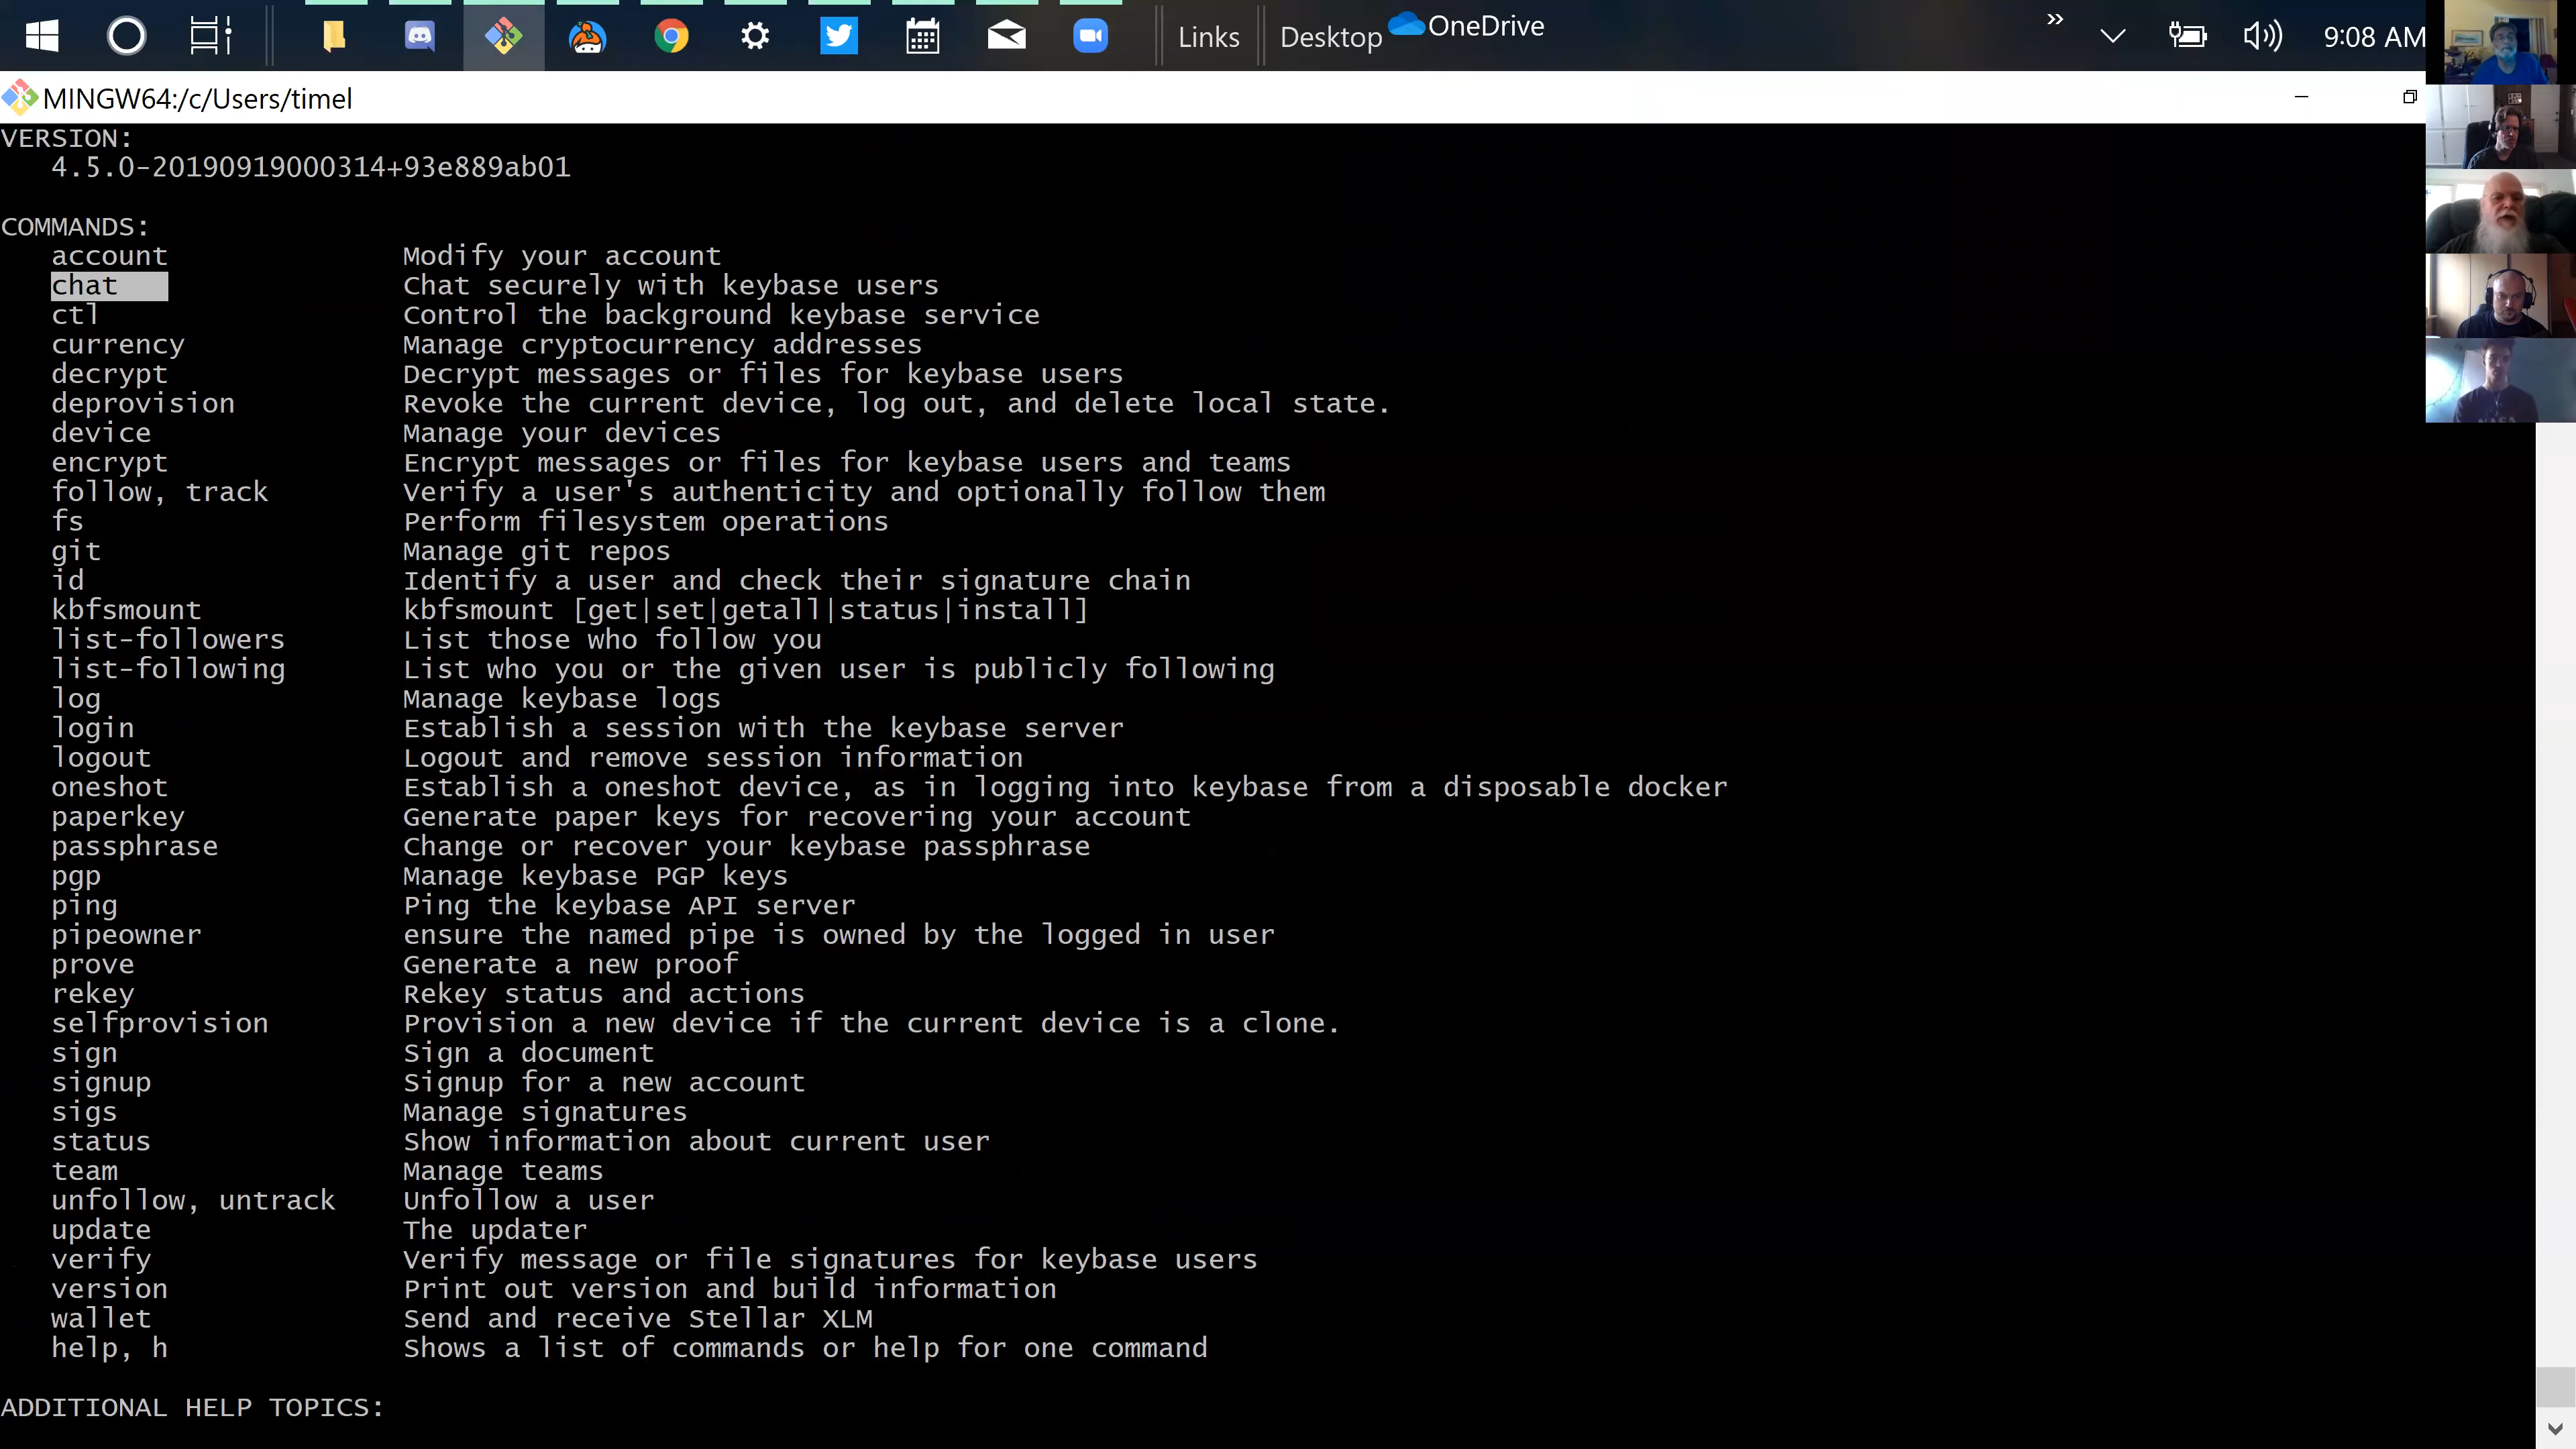 Links
Desktop
OneDrive
»
9:08 AM
MINGW64:/c/Users/timel
VERSION:
4.5.0-20190919000314+93e889ab01
COMMANDS:
account Modify your account
chat Chat securely with keybase users
ctl Control the background keybase service
currency Manage cryptocurrency addresses
decrypt Decrypt messages or files for keybase users
deprovision Revoke the current device, log out, and delete local state.
device Manage your devices
encrypt Encrypt messages or files for keybase users and teams
follow, track Verify a user's authenticity and optionally follow them
fs Perform filesystem operations
git Manage git repos
id Identify a user and check their signature chain
kbfsmount kbfsmount [get|set|getall|status|install]
list-followers List those who follow you
list-following List who you or the given user is publicly following
log Manage keybase logs
login Establish a session with the keybase server
logout Logout and remove session information
oneshot Establish a oneshot device, as in logging into keybase from a disposable docker
paperkey Generate paper keys for recovering your account
passphrase Change or recover your keybase passphrase
pgp Manage keybase PGP keys
ping Ping the keybase API server
pipeowner ensure the named pipe is owned by the logged in user
prove Generate a new proof
rekey Rekey status and actions
selfprovision Provision a new device if the current device is a clone.
sign Sign a document
signup Signup for a new account
sigs Manage signatures
status Show information about current user
team Manage teams
unfollow, untrack Unfollow a user
update The updater
verify Verify message or file signatures for keybase users
version Print out version and build information
wallet Send and receive Stellar XLM
help, h Shows a list of commands or help for one command
ADDITIONAL HELP TOPICS: